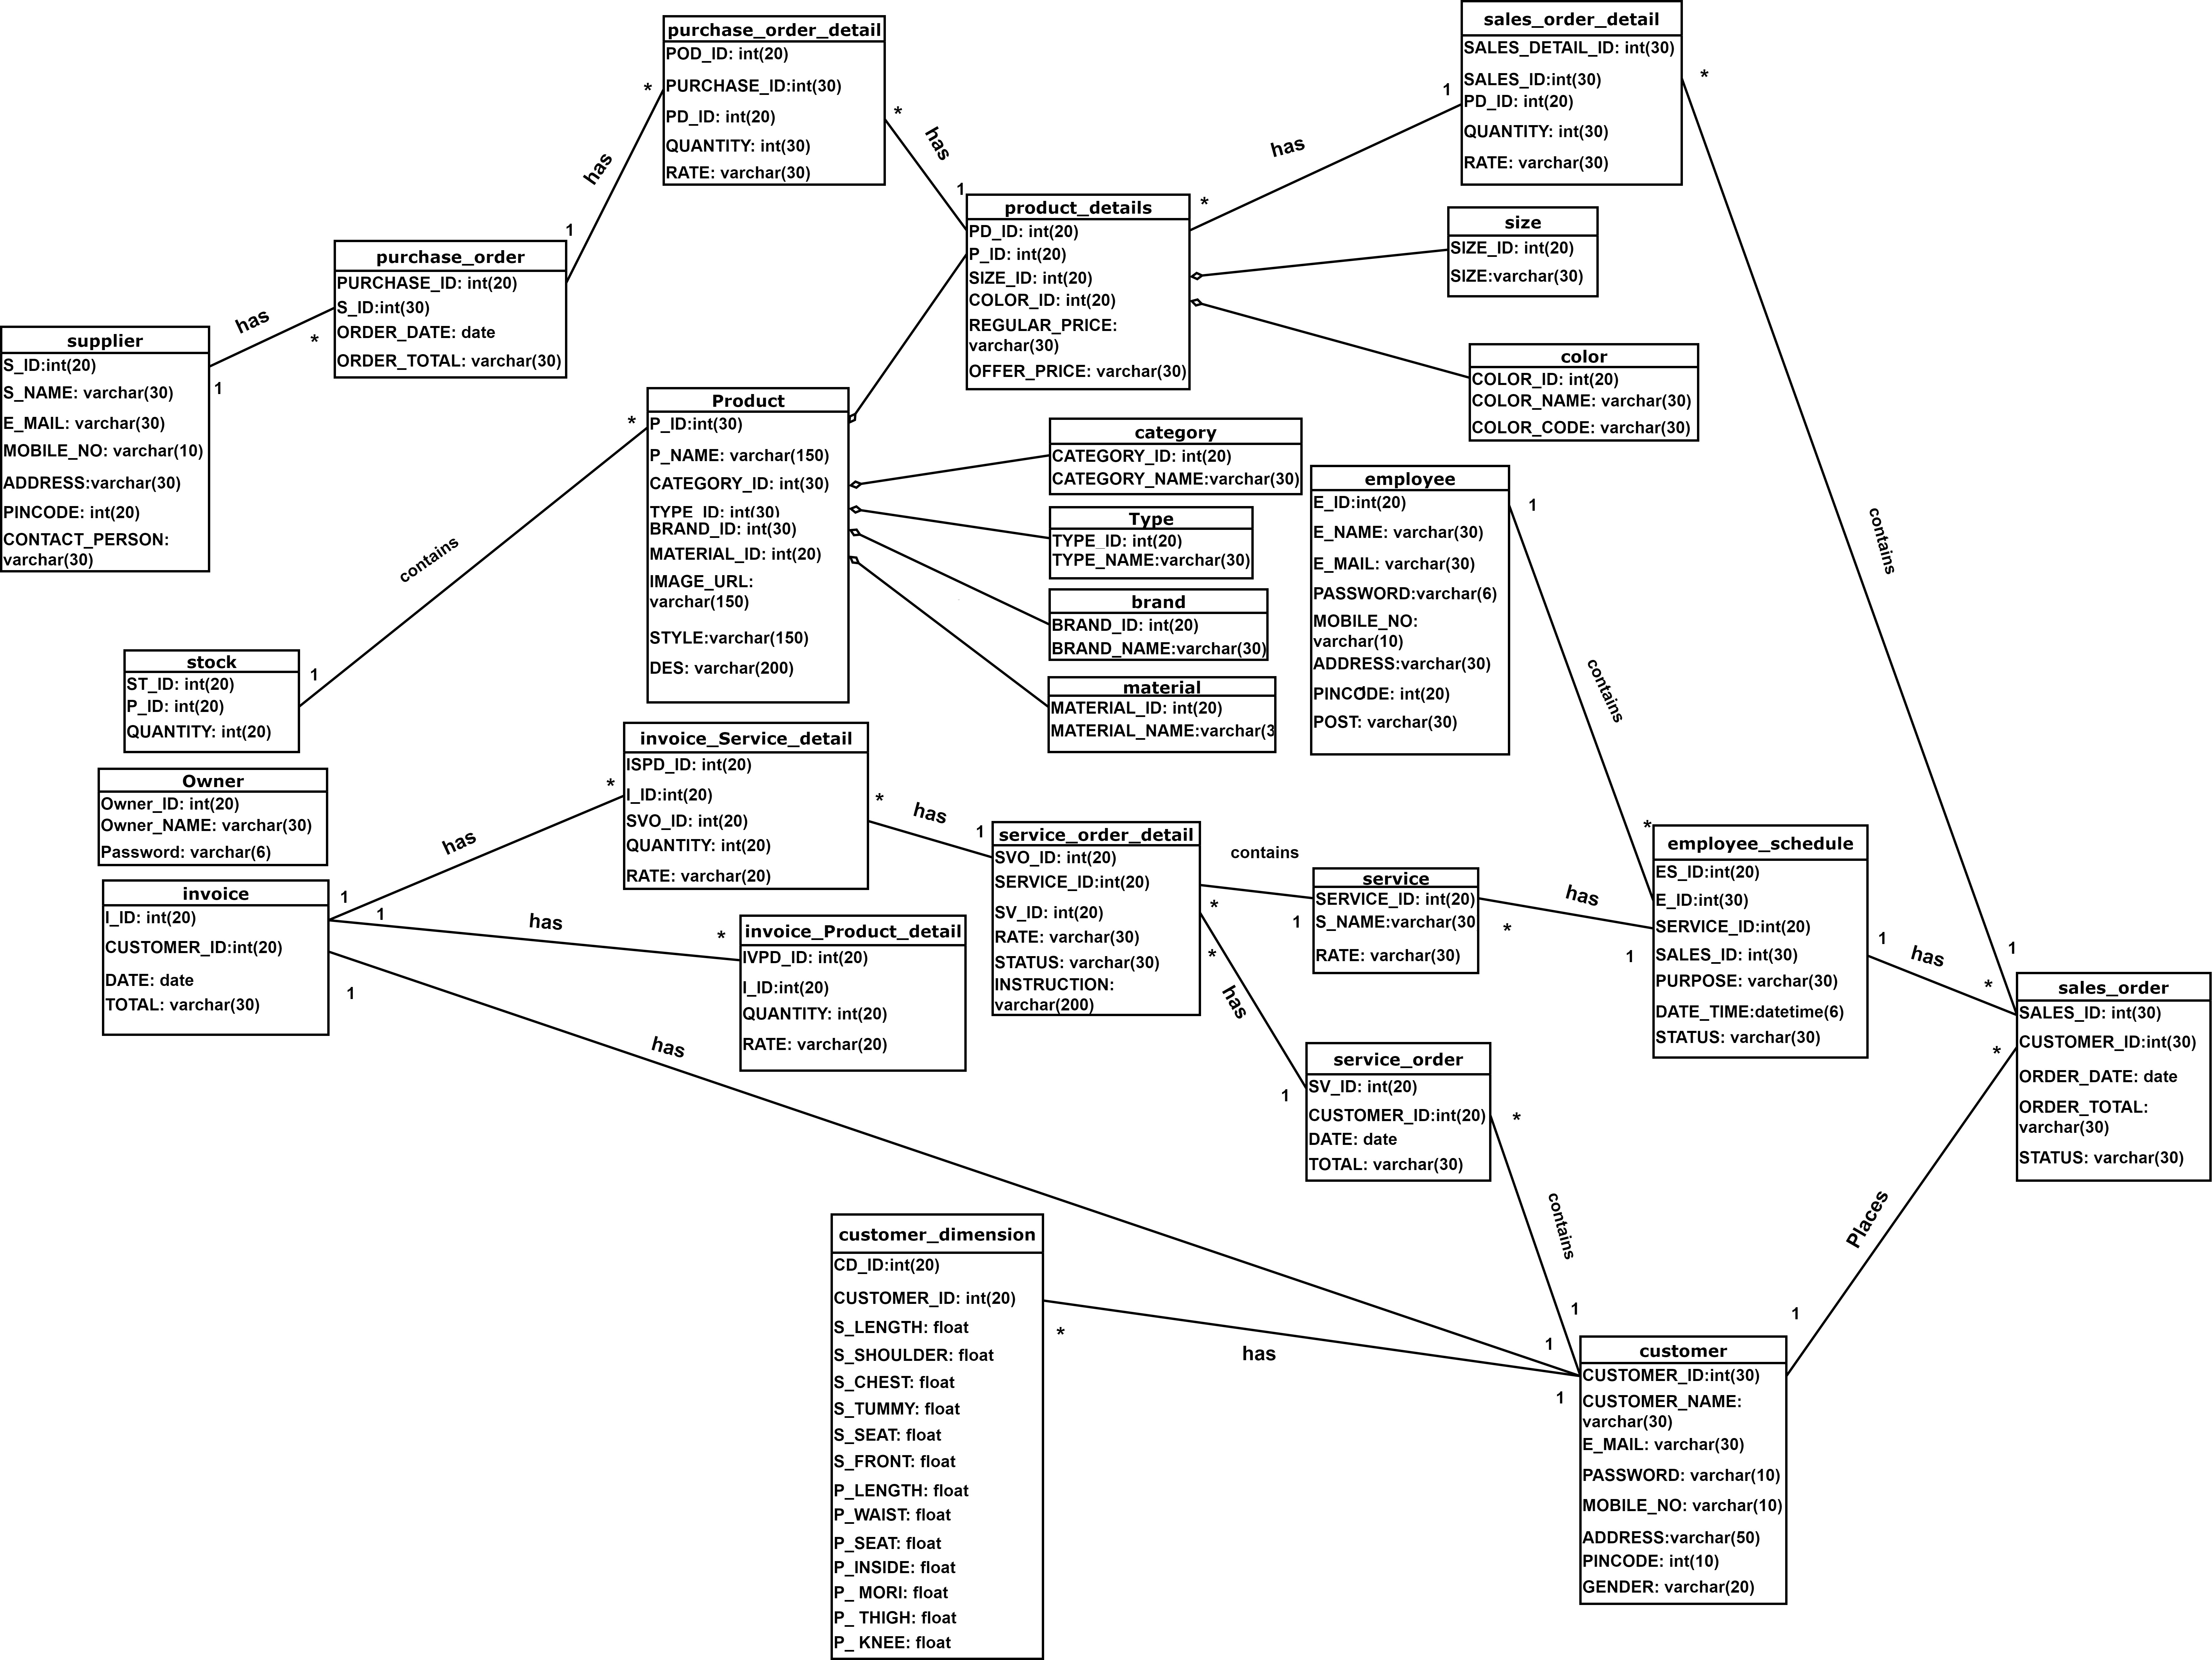 purchase_order_detail
POD_ID: int(20)
PURCHASE_ID:int(30)
PD_ID: int(20)
QUANTITY: int(30)
RATE: varchar(30)
sales_order_detail
SALES_DETAIL_ID: int(30)
SALES_ID:int(30)
PD_ID: int(20)
QUANTITY: int(30)
RATE: varchar(30)
*
*
has
1
has
1
*
has
1
*
product_details
PD_ID: int(20)
P_ID: int(20)
SIZE_ID: int(20)
COLOR_ID: int(20)
REGULAR_PRICE:
varchar(30)
OFFER_PRICE: varchar(30)
size
SIZE_ID: int(20)
SIZE:varchar(30)
color
COLOR_ID: int(20)
COLOR_NAME: varchar(30)
COLOR_CODE: varchar(30)
purchase_order
PURCHASE_ID: int(20)
S_ID:int(30)
ORDER_DATE: date
ORDER_TOTAL: varchar(30)
has
*
1
supplier
S_ID:int(20)
S_NAME: varchar(30)
E_MAIL: varchar(30)
MOBILE_NO: varchar(10)
ADDRESS:varchar(30)
PINCODE: int(20)
CONTACT_PERSON:
varchar(30)
Product
P_ID:int(30)
P_NAME: varchar(150)
CATEGORY_ID: int(30)
TYPE_ID: int(30)
BRAND_ID: int(30)
MATERIAL_ID: int(20)
IMAGE_URL:
varchar(150)
STYLE:varchar(150)
DES: varchar(200)
*
contains
1
category
CATEGORY_ID: int(20)
CATEGORY_NAME:varchar(30)
Type
TYPE_ID: int(20)
TYPE_NAME:varchar(30)
brand
BRAND_ID: int(20)
BRAND_NAME:varchar(30)
material
MATERIAL_ID: int(20)
MATERIAL_NAME:varchar(3
employee
E_ID:int(20)
E_NAME: varchar(30)
E_MAIL: varchar(30)
PASSWORD:varchar(6)
MOBILE_NO:
varchar(10)
ADDRESS:varchar(30)
PINCODE: int(20)
POST: varchar(30)
1
contains
*
*
contains
1
stock
ST_ID: int(20)
P_ID: int(20)
QUANTITY: int(20)
Owner
Owner_ID: int(20)
Owner_NAME: varchar(30)
Password: varchar(6)
invoice
I_ID: int(20)
CUSTOMER_ID:int(20)
DATE: date
TOTAL: varchar(30)
invoice_Service_detail
ISPD_ID: int(20)
I_ID:int(20)
SVO_ID: int(20)
QUANTITY: int(20)
RATE: varchar(20)
*
has
1
1
has
*
*
has
1
invoice_Product_detail
IVPD_ID: int(20)
I_ID:int(20)
QUANTITY: int(20)
RATE: varchar(20)
service_order_detail
SVO_ID: int(20)
SERVICE_ID:int(20)
SV_ID: int(20)
RATE: varchar(30)
STATUS: varchar(30)
INSTRUCTION:
varchar(200)
contains
*
1
*
has
1
service
SERVICE_ID: int(20)
S_NAME:varchar(30
RATE: varchar(30)
has
*
1
employee_schedule
ES_ID:int(20)
E_ID:int(30)
SERVICE_ID:int(20)
SALES_ID: int(30)
PURPOSE: varchar(30)
DATE_TIME:datetime(6)
STATUS: varchar(30)
1
has
*
sales_order
SALES_ID: int(30)
CUSTOMER_ID:int(30)
ORDER_DATE: date
ORDER_TOTAL:
varchar(30)
STATUS: varchar(30)
*
Places
1
service_order
SV_ID: int(20)
CUSTOMER_ID:int(20)
DATE: date
TOTAL: varchar(30)
*
contains
1
1
has
1
customer_dimension
CD_ID:int(20)
CUSTOMER_ID: int(20)
S_LENGTH: float
S_SHOULDER: float
S_CHEST: float
S_TUMMY: float
S_SEAT: float
S_FRONT: float
P_LENGTH: float
P_WAIST: float
P_SEAT: float
P_INSIDE: float
P_ MORI: float
P_ THIGH: float
P_ KNEE: float
*
has
1
customer
CUSTOMER_ID:int(30)
CUSTOMER_NAME:
varchar(30)
E_MAIL: varchar(30)
PASSWORD: varchar(10)
MOBILE_NO: varchar(10)
ADDRESS:varchar(50)
PINCODE: int(10)
GENDER: varchar(20)